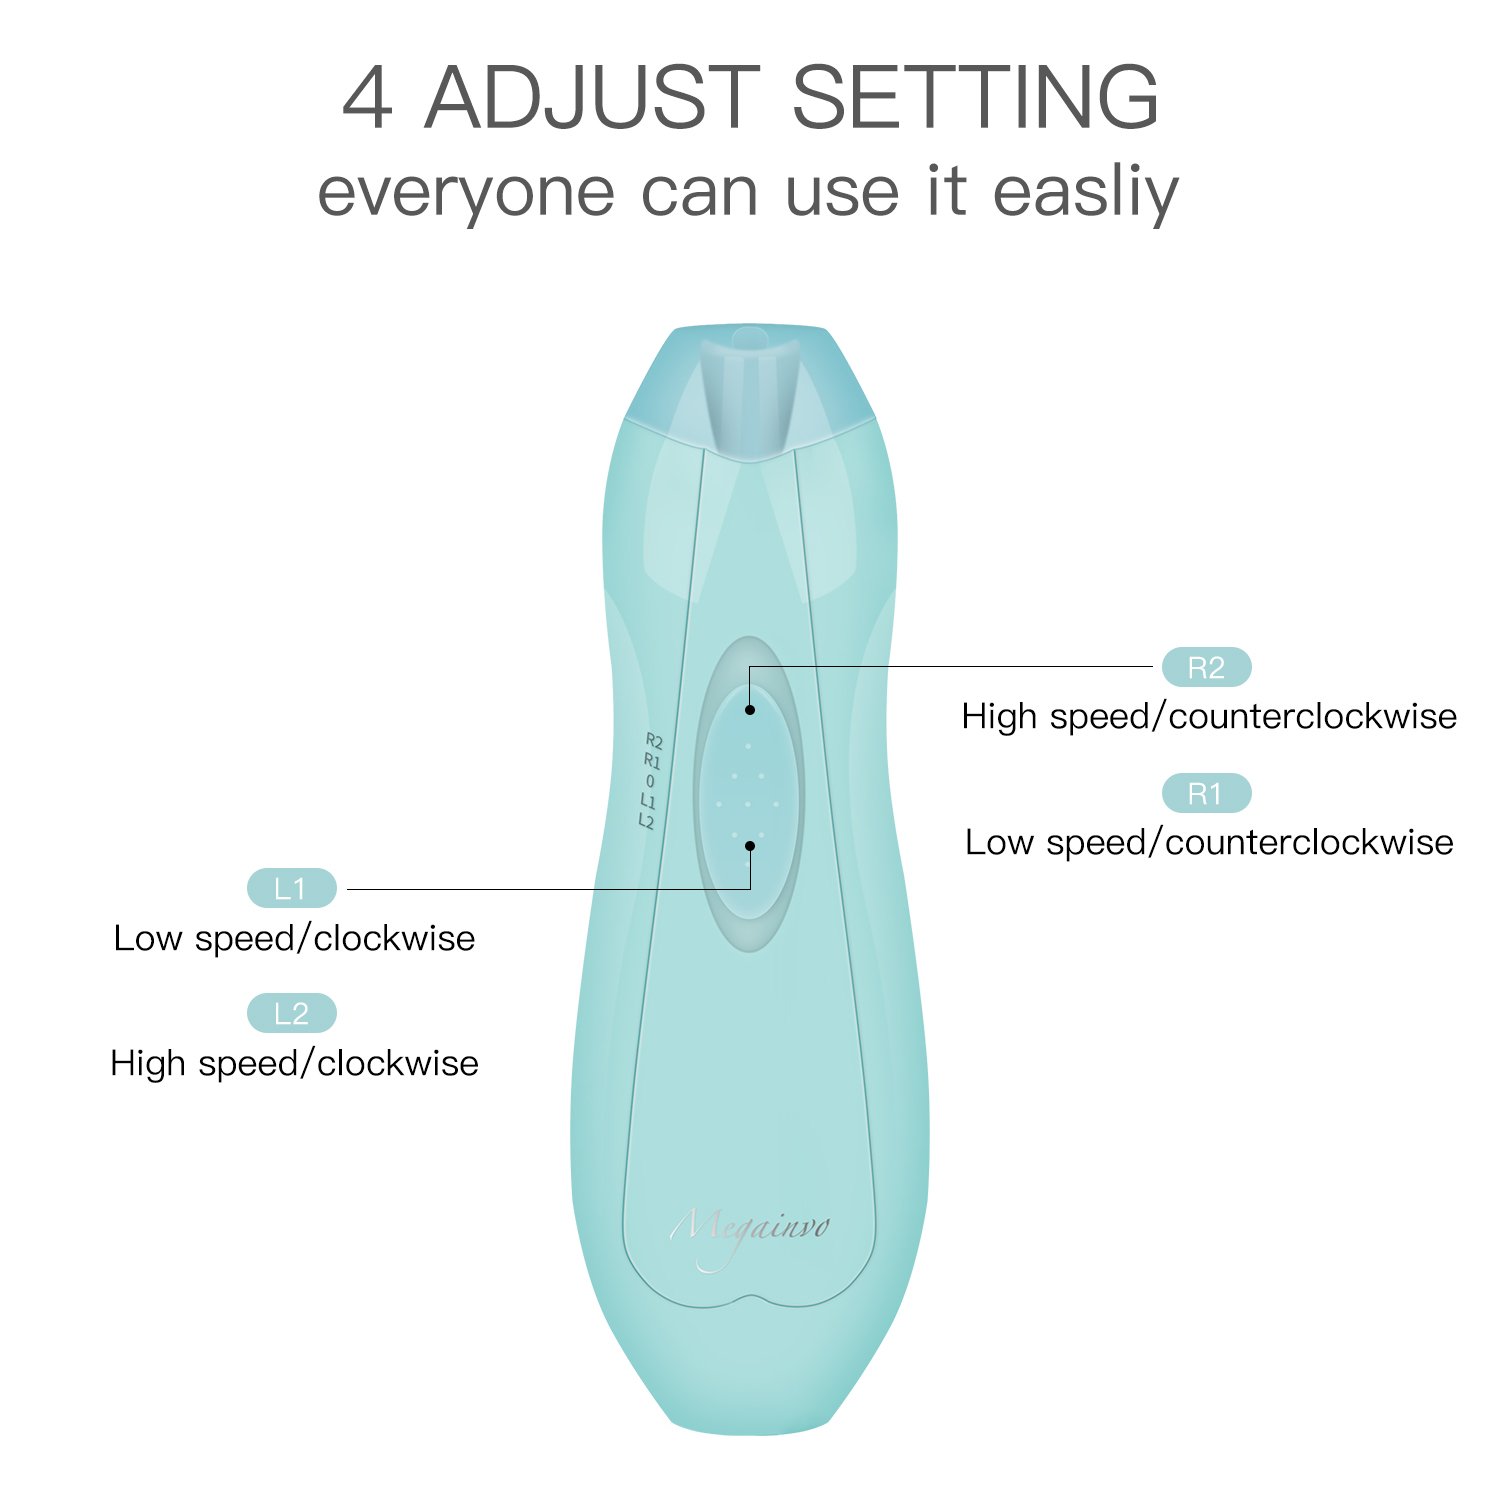 4 ADJUST SETTING
everyone can use it easliy
R2
High speed/counterclockwise
R1
Low speed/counterclockwise
R2
R1
0
L1
L2
L1
Low speed/clockwise
L2
High speed/clockwise
Megainvo